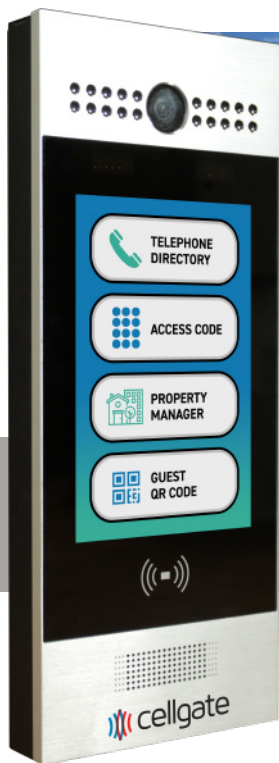 TELEPHONE
DIRECTORY
ACCESS CODE
PROPERTY
MANAGER
GUEST
QR CODE
cellgate